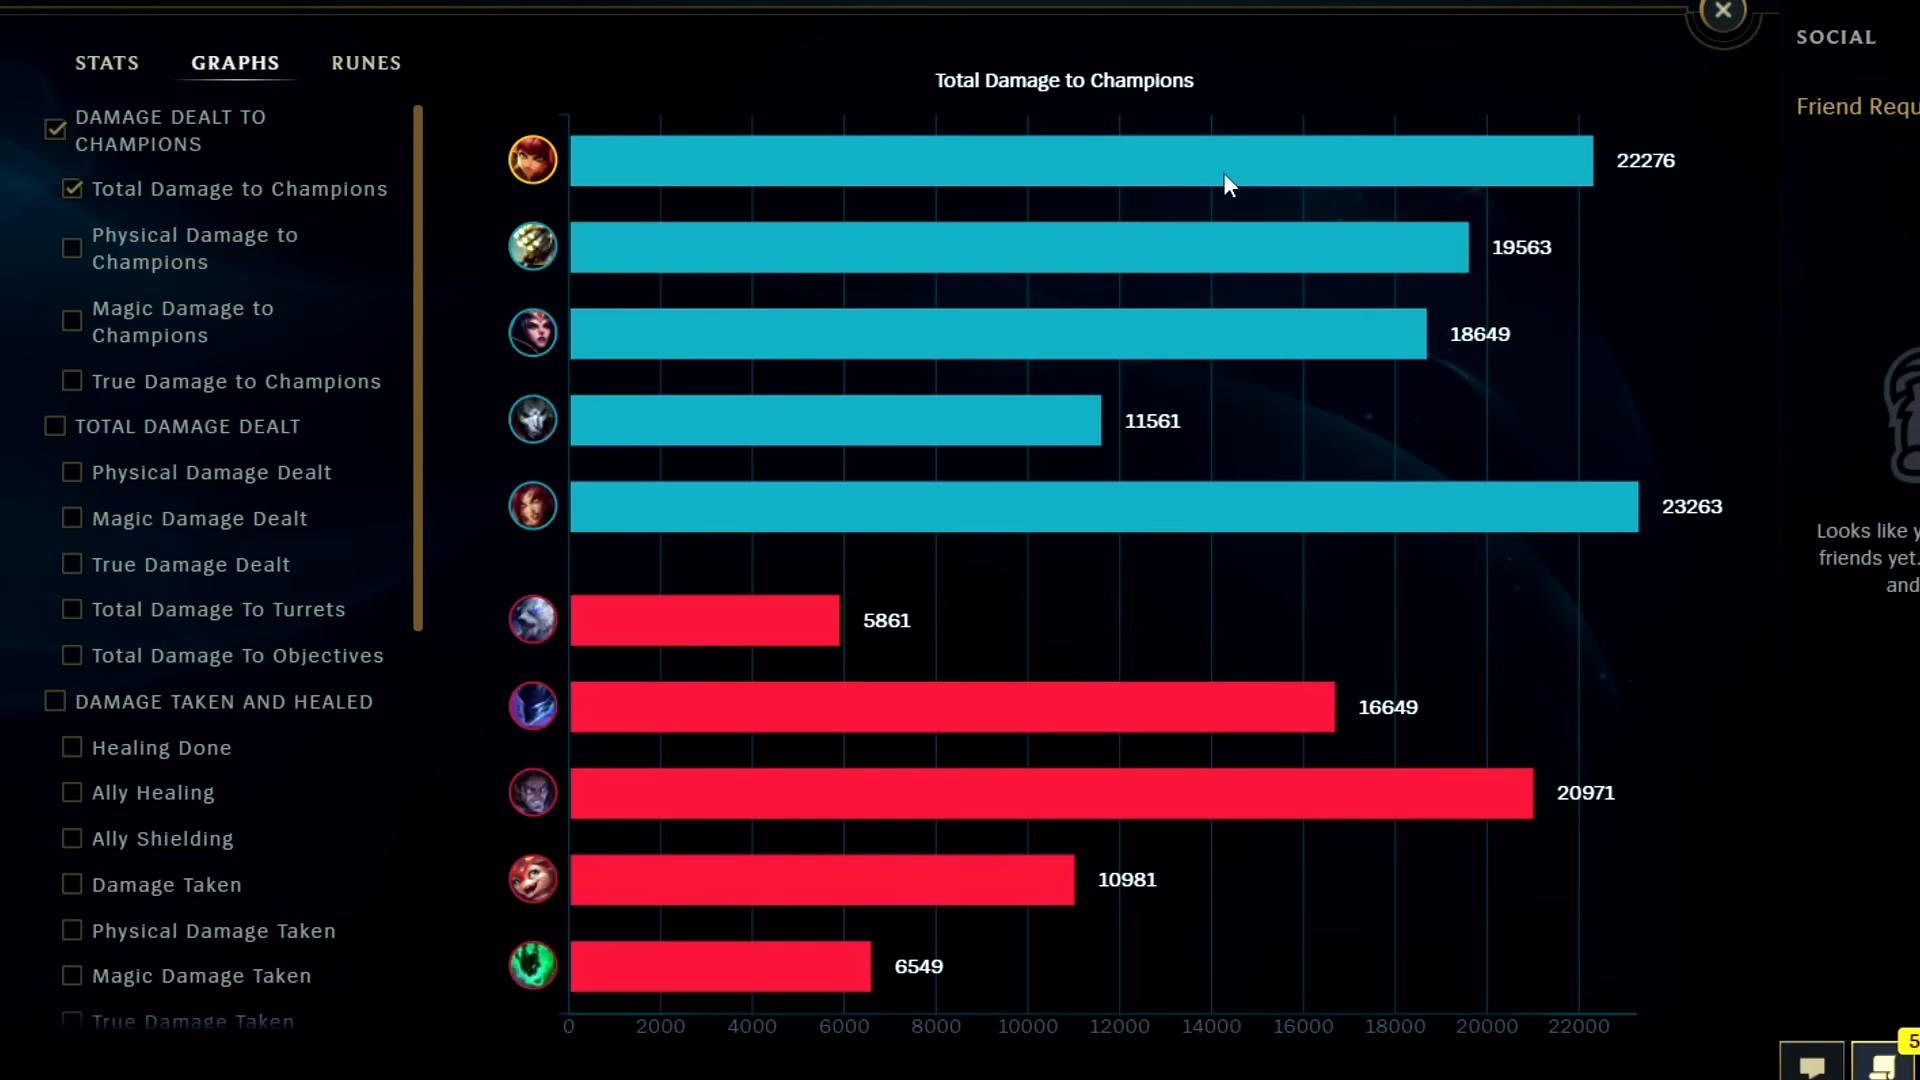 STATS
GRAPHS
RUNES
SOCIAL
Friend Requ
DAMAGE DEALT TO
CHAMPIONS
Total Damage to Champions
Physical Damage to
Champions
Magic Damage to
Champions
True Damage to Champions
TOTAL DAMAGE DEALT
Physical Damage Dealt
Magic Damage Dealt
True Damage Dealt
Total Damage To Turrets
Total Damage To Objectives
DAMAGE TAKEN AND HEALED
Healing Done
Ally Healing
Ally Shielding
Damage Taken
Physical Damage Taken
Magic Damage Taken
True Damage Taken
Total Damage to Champions
22276
19563
18649
11561
23263
5861
16649
20971
10981
6549
0 2000 4000 6000 8000 10000 12000 14000 16000 18000 20000 22000
Looks like y
friends yet.
and
5